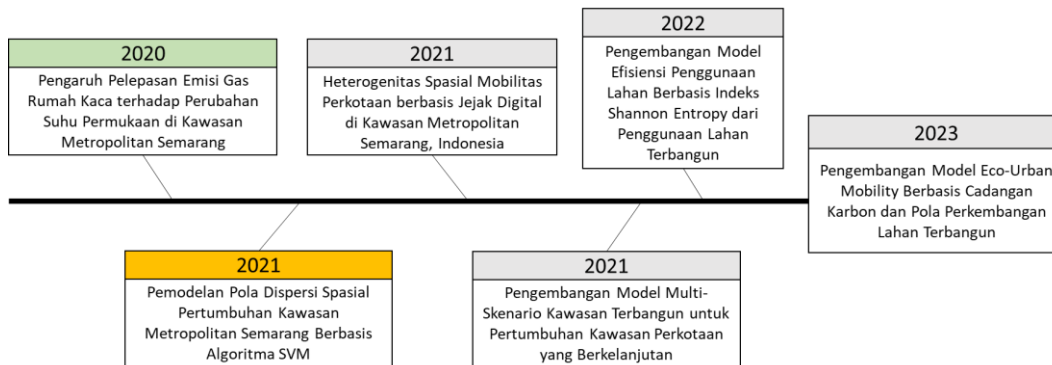 2020
Pengaruh Pelepasan Emisi Gas
Rumah Kaca terhadap Perubahan
Suhu Permukaan di Kawasan
Metropolitan Semarang
2021
Heterogenitas Spasial Mobilitas
Perkotaan berbasis Jejak Digital
di Kawasan Metropolitan
Semarang, Indonesia
2022
Pengembangan Model
Efisiensi Penggunaan
Lahan Berbasis Indeks
Shannon Entropy dari
Penggunaan Lahan
Terbangun
2023
Pengembangan Model Eco-Urban
Mobility Berbasis Cadangan
Karbon dan Pola Perkembangan
Lahan Terbangun
2021
Pemodelan Pola Dispersi Spasial
Pertumbuhan Kawasan
Metropolitan Semarang Berbasis
Algoritma SVM
2021
Pengembangan Model Multi-
Skenario Kawasan Terbangun untuk
Pertumbuhan Kawasan Perkotaan
yang Berkelanjutan